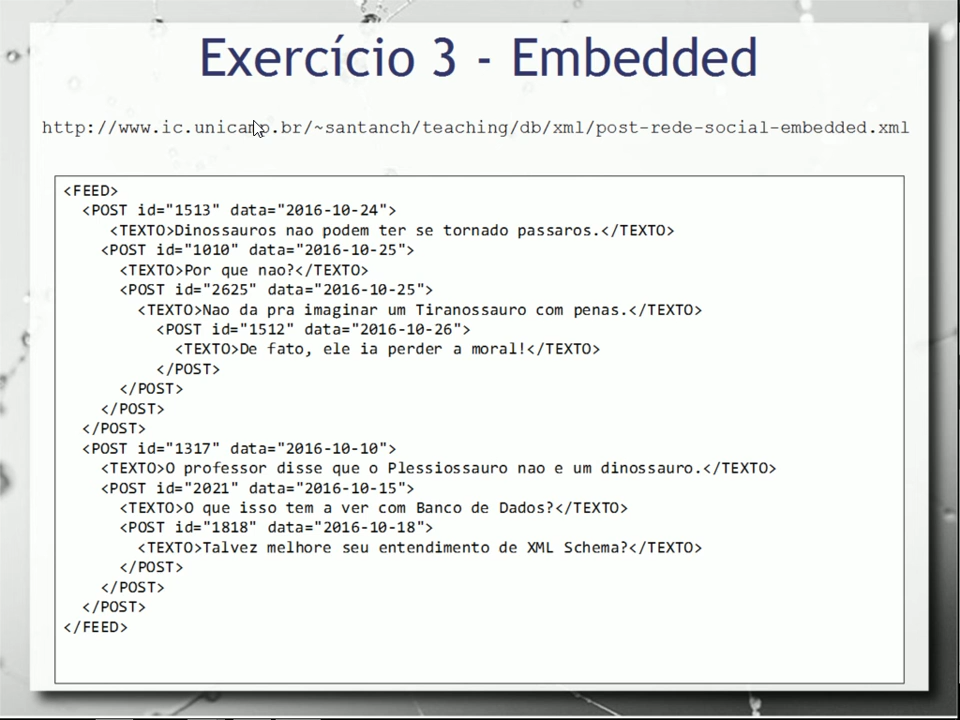 Exercício 3 - Embedded
http://www.ic.unicamp.br/~santanch/teaching/db/xml/post-rede-social-embedded.xml
<FEED>
<POST id="1513" data="2016-10-24">
<TEXTO>Dinossauros nao podem ter se tornado passaros.</TEXTO>
<POST id="1010" data="2016-10-25">
<TEXTO>Por que nao?</TEXTO>
<POST id="2625" data="2016-10-25">
<TEXTO>Nao da pra imaginar um Tiranossauro com penas.</TEXTO>
<POST id="1512" data="2016-10-26">
<TEXTO>De fato, ele ia perder a moral!</TEXTO>
</POST>
</POST>
</POST>
</POST>
<POST id="1317" data="2016-10-10">
<TEXTO>O professor disse que o Plessiossauro nao e um dinossauro.</TEXTO>
<POST id="2021" data="2016-10-15">
<TEXTO>O que isso tem a ver com Banco de Dados?</TEXTO>
<POST id="1818" data="2016-10-18">
<TEXTO>Talvez melhore seu entendimento de XML Schema?</TEXTO>
</POST>
</POST>
</POST>
</FEED>